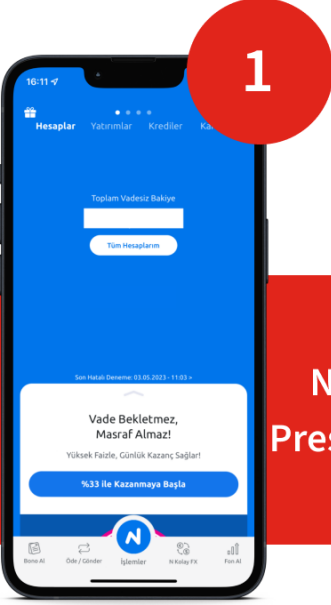 1
16:11
Hesaplar Yatırımlar Krediler
Toplam Vadesiz Bakiye
Tüm Hesaplarım
Son Hatalı Deneme: 03.05.2023 - 11:03 >
Vade Bekletmez,
Masraf Almaz!
Yüksek Faizle, Günlük Kazanç Sağlar!
%33 ile Kazanmaya Başla
N
Bono Al Öde / Gönder İşlemler N Kolay FX Fon Al